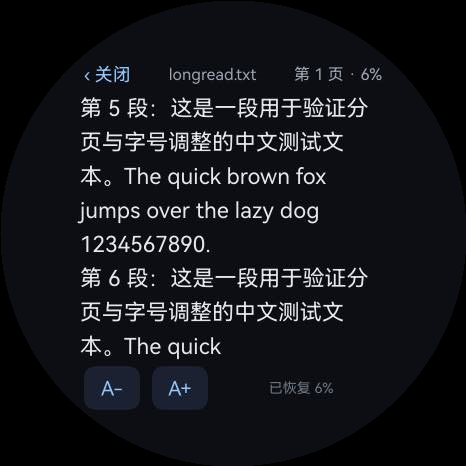 ‹ 关闭 longread.txt 第 1 页 · 6%
第 5 段：这是一段用于验证分
页与字号调整的中文测试文
本。The quick brown fox
jumps over the lazy dog
1234567890.
第 6 段：这是一段用于验证分
页与字号调整的中文测试文
本。The quick
A- A+ 已恢复 6%